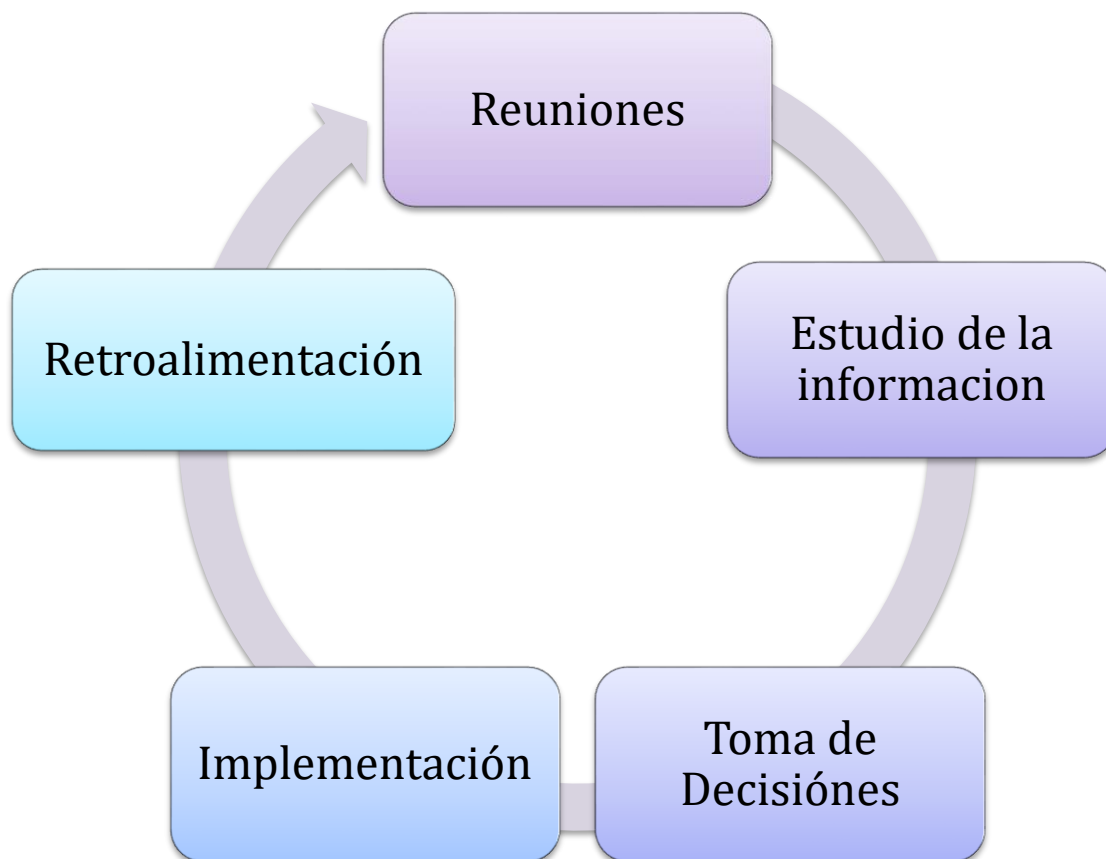 Reuniones
Estudio de la
informacion
Toma de
Decisiónes
Implementación
Retroalimentación